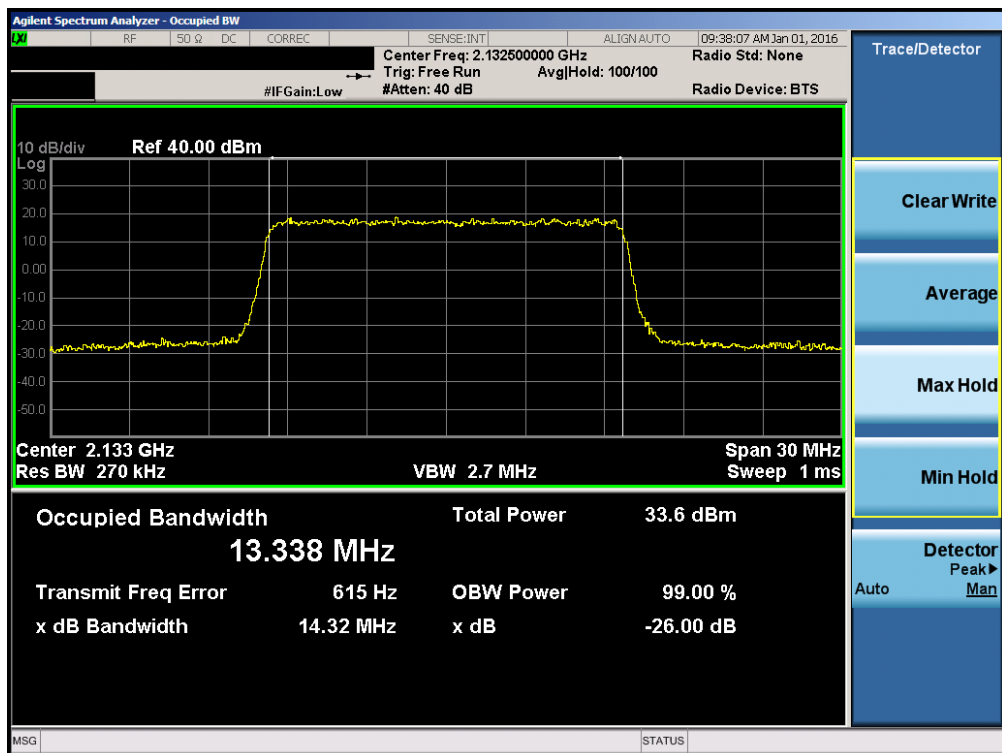 Agilent Spectrum Analyzer - Occupied BW
LXI RF 50 Ω DC CORREC SENSE:INT ALIGN AUTO 09:38:07 AM Jan 01, 2016
Center Freq: 2.132500000 GHz Radio Std: None
Trig: Free Run Avg|Hold: 100/100
#IFGain:Low #Atten: 40 dB Radio Device: BTS
Trace/Detector
10 dB/div Ref 40.00 dBm
Log
30.0
20.0
10.0
0.00
-10.0
-20.0
-30.0
-40.0
-50.0
Center 2.133 GHz Span 30 MHz
Res BW 270 kHz VBW 2.7 MHz Sweep 1 ms
Occupied Bandwidth Total Power 33.6 dBm
13.338 MHz
Transmit Freq Error 615 Hz OBW Power 99.00 %
x dB Bandwidth 14.32 MHz x dB -26.00 dB
Clear Write
Average
Max Hold
Min Hold
Detector
Peak▶
Auto Man
MSG STATUS